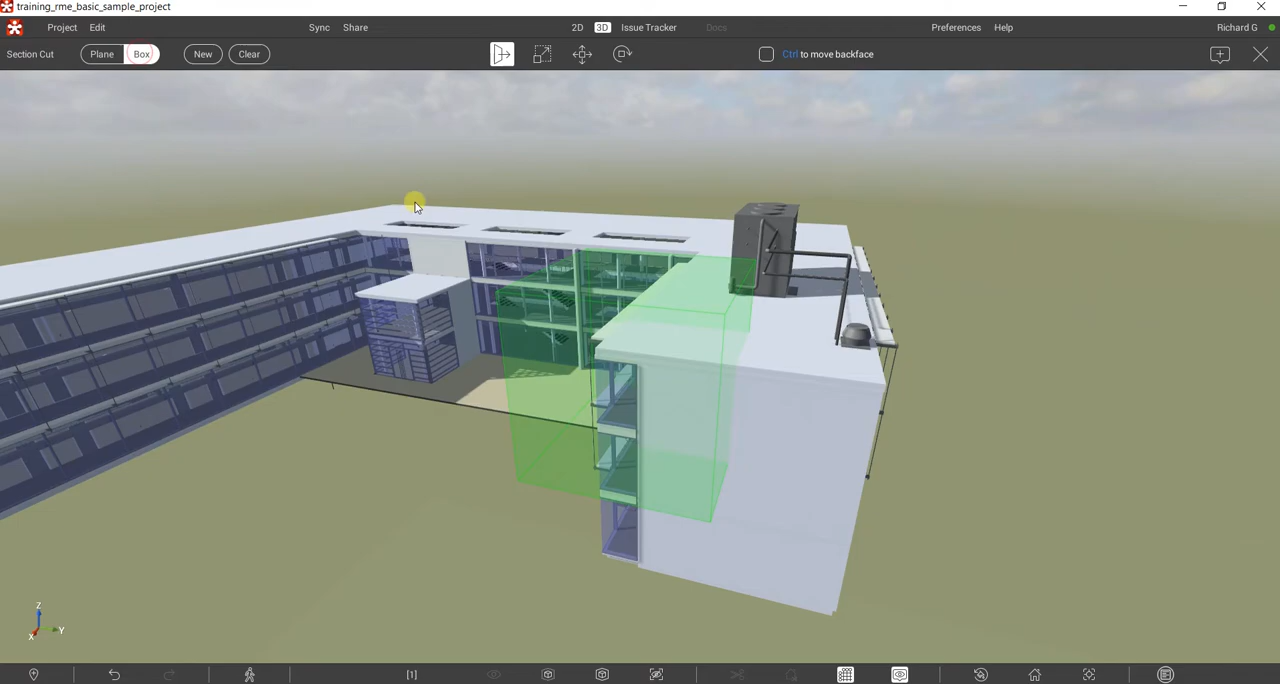 training_rme_basic_sample_project
Project Edit Sync Share 2D 3D Issue Tracker Docs Preferences Help Richard G
Section Cut Plane Box New Clear Ctrl to move backface
Z
X Y
[1]